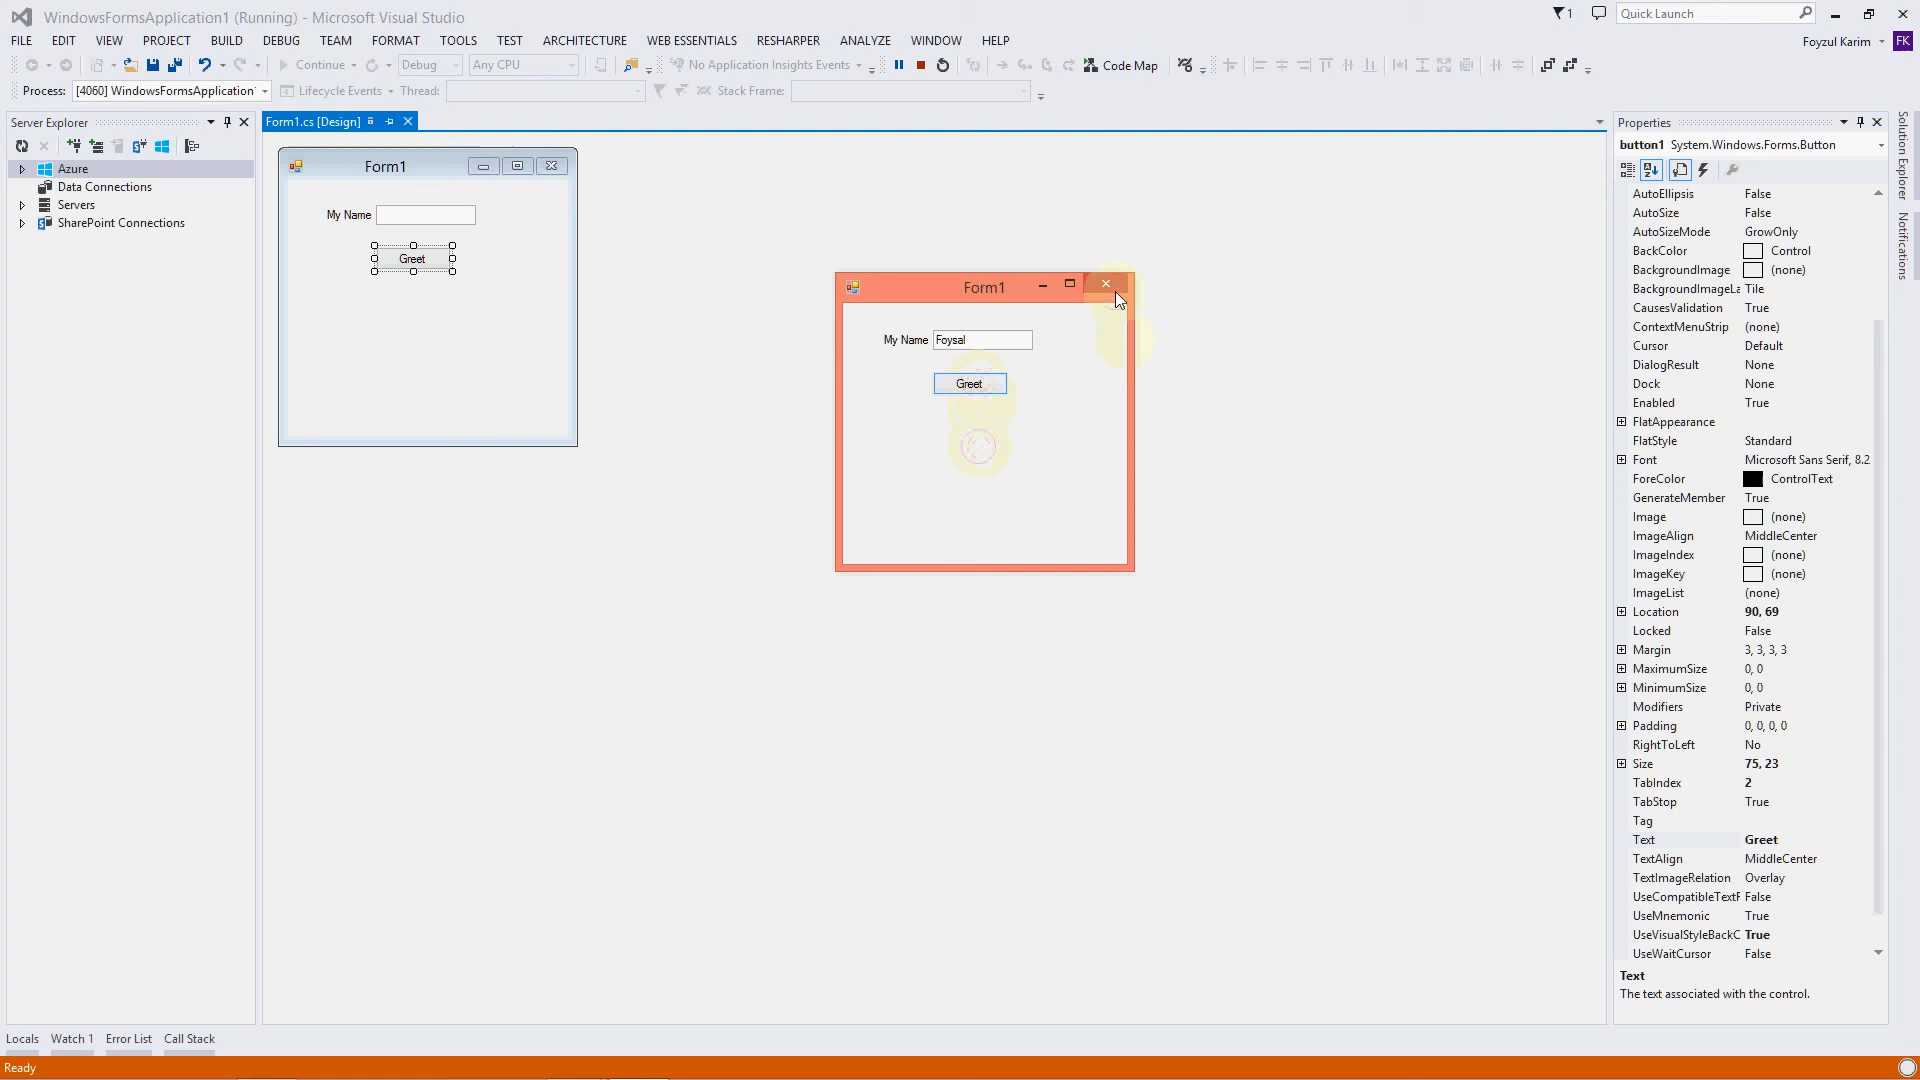 WindowsFormsApplication1 (Running) - Microsoft Visual Studio
1
Quick Launch
FILE EDIT VIEW PROJECT BUILD DEBUG TEAM FORMAT TOOLS TEST ARCHITECTURE WEB ESSENTIALS RESHARPER ANALYZE WINDOW HELP
Foyzul Karim FK
Continue Debug Any CPU No Application Insights Events Code Map
Process: [4060] WindowsFormsApplication Lifecycle Events Thread: Stack Frame:
Server Explorer
Azure
Data Connections
Servers
SharePoint Connections
Form1.cs [Design]
Form1
My Name
Greet
Form1
My Name Foysal
Greet
Properties
button1 System.Windows.Forms.Button
AutoEllipsis False
AutoSize False
AutoSizeMode GrowOnly
BackColor Control
BackgroundImage (none)
BackgroundImageLa Tile
CausesValidation True
ContextMenuStrip (none)
Cursor Default
DialogResult None
Dock None
Enabled True
FlatAppearance
FlatStyle Standard
Font Microsoft Sans Serif, 8.2
ForeColor ControlText
GenerateMember True
Image (none)
ImageAlign MiddleCenter
ImageIndex (none)
ImageKey (none)
ImageList (none)
Location 90, 69
Locked False
Margin 3, 3, 3, 3
MaximumSize 0, 0
MinimumSize 0, 0
Modifiers Private
Padding 0, 0, 0, 0
RightToLeft No
Size 75, 23
TabIndex 2
TabStop True
Tag
Text Greet
TextAlign MiddleCenter
TextImageRelation Overlay
UseCompatibleTextF False
UseMnemonic True
UseVisualStyleBackC True
UseWaitCursor False
Text
The text associated with the control.
Solution Explorer
Notifications
Locals Watch 1 Error List Call Stack
Ready